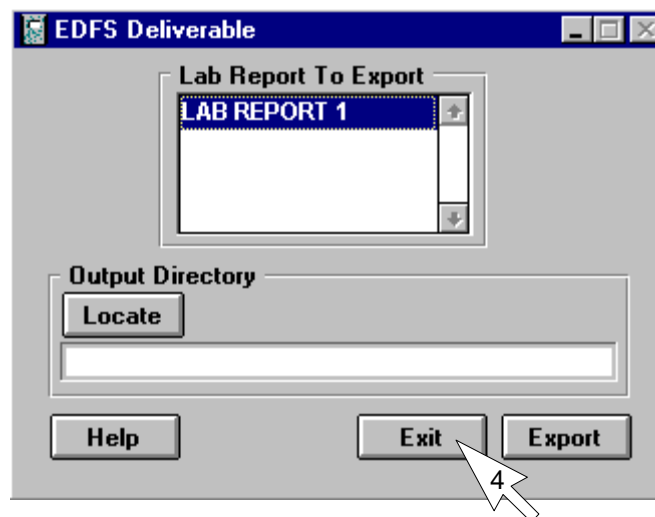 EDFS Deliverable
Lab Report To Export
LAB REPORT 1
Output Directory
Locate
Help
Exit
Export
4